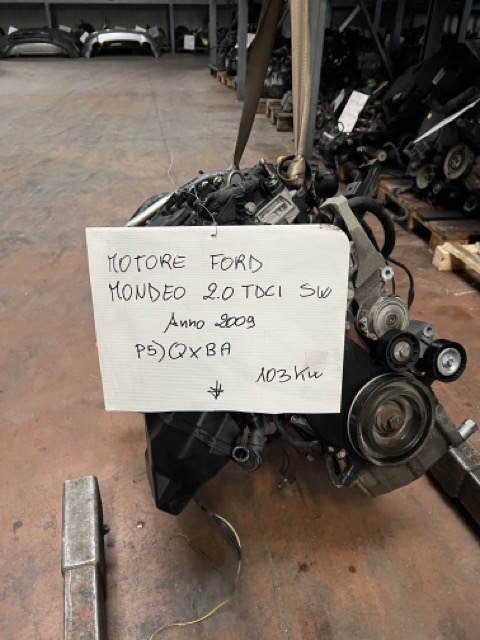 MOTORE FORD
MONDEO 2.0 TDCI SW
Anno 2009
P5) QXBA
103 Kw